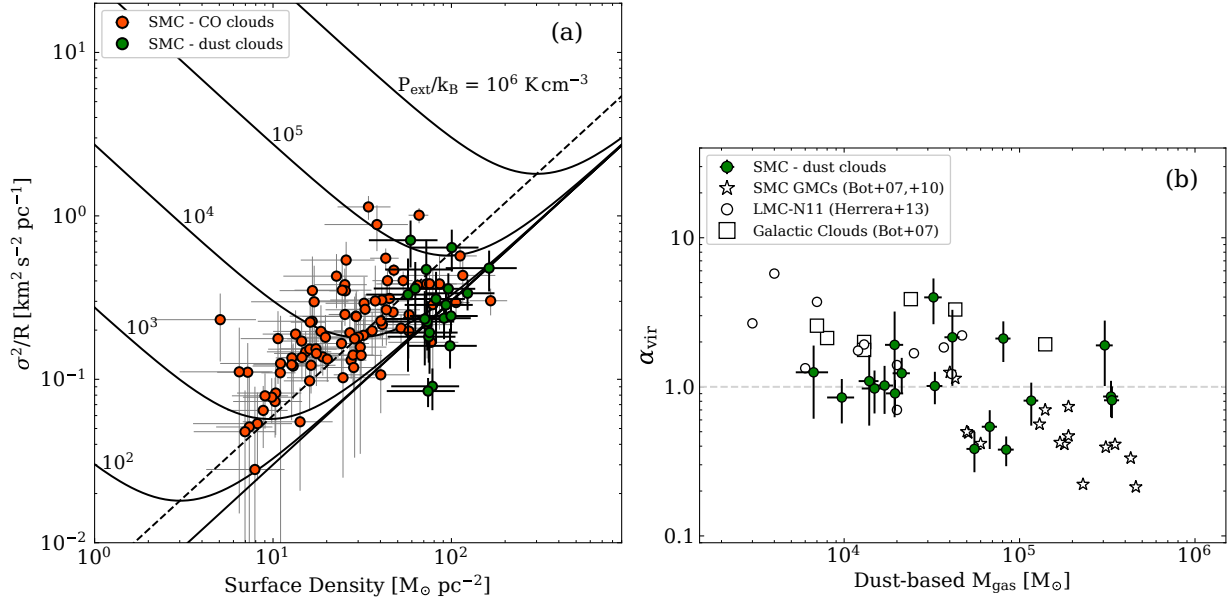 (a)
SMC - CO clouds
SMC - dust clouds
P_ext/k_B = 10^6 K cm^−3
10^5
10^4
10^3
10^2
σ^2/R [km^2 s^−2 pc^−1]
10^1
10^0
10^−1
10^−2
10^0
10^1
10^2
Surface Density [M_⊙ pc^−2]
(b)
SMC - dust clouds
SMC GMCs (Bot+07,+10)
LMC-N11 (Herrera+13)
Galactic Clouds (Bot+07)
α_vir
10
1.0
0.1
10^4
10^5
10^6
Dust-based M_gas [M_⊙]